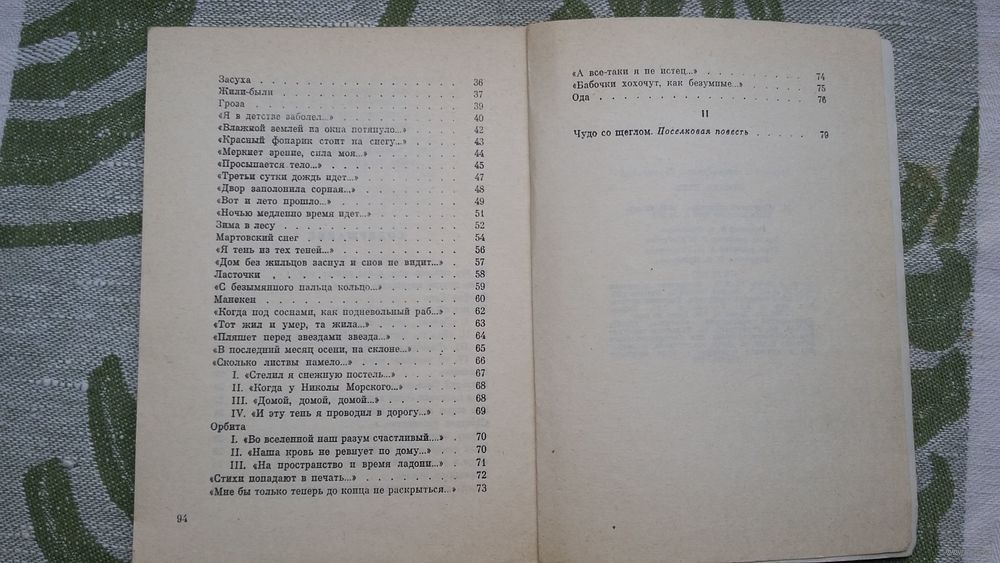 Засуха . . . . . . . . . . . . . . 36
Жили-были . . . . . . . . . . . . 37
Гроза . . . . . . . . . . . . . . 39
«Я в детстве заболел...» . . . . . . . . 40
«Влажной землей из окна потянуло...» . . . . 42
«Красный фонарик стоит на снегу...» . . . . 43
«Меркнет зрение, сила моя...» . . . . . . 44
«Просыпается тело...» . . . . . . . . . 45
«Третьи сутки дождь идет...» . . . . . . 47
«Двор заполонила сорная...» . . . . . . 48
«Вот и лето прошло...» . . . . . . . . 49
«Ночью медленно время идет...» . . . . . 51
Зима в лесу . . . . . . . . . . . . 52
Мартовский снег . . . . . . . . . . 54
«Я тень из тех теней...» . . . . . . . . 56
«Дом без жильцов заснул и снов не видит...» . 57
Ласточки . . . . . . . . . . . . . 58
«С безымянного пальца кольцо...» . . . . . 59
Манекен . . . . . . . . . . . . . 60
«Когда под соснами, как подневольный раб...» . 62
«Тот жил и умер, та жила...» . . . . . . 63
«Пляшет перед звездами звезда...» . . . . . 64
«В последний месяц осени, на склоне...» . . . 65
«Сколько листвы намело...» . . . . . . . 66
I. «Стелил я снежную постель...» . . . . 67
II. «Когда у Николы Морского...» . . . . 68
III. «Домой, домой, домой...» . . . . . 68
IV. «И эту тень я проводил в дорогу...» . . 69
Орбита
I. «Во вселенной наш разум счастливый...» . 70
II. «Наша кровь не ревнует по дому...» . . 70
III. «На пространство и время ладони...» . 71
«Стихи попадают в печать...» . . . . . . 72
«Мне бы только теперь до конца не раскрыться...» 73
94
«А все-таки я не истец...» . . . . . . . . 74
«Бабочки хохочут, как безумные...» . . . . . 75
Ода . . . . . . . . . . . . . . . 76
II
Чудо со щеглом. Поселковая повесть . . . . . 79